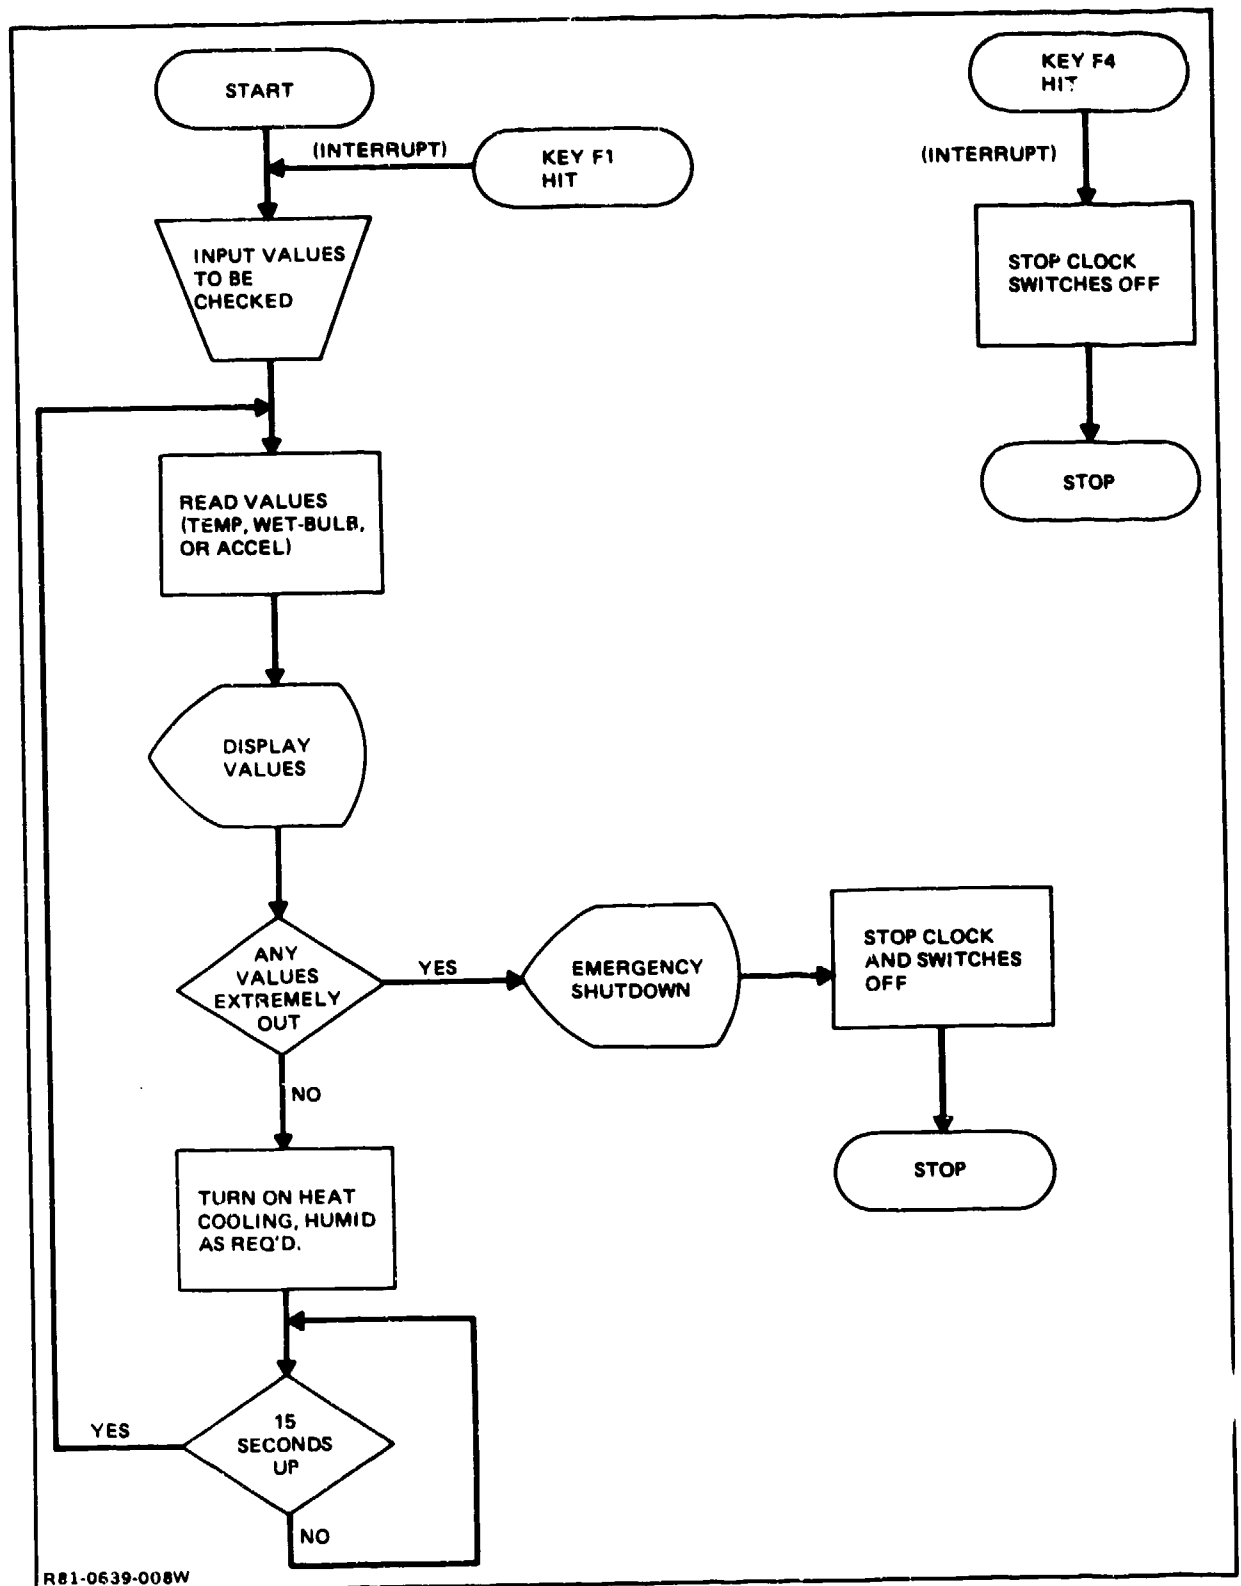 START
(INTERRUPT)
KEY F1
HIT
KEY F4
HIT
(INTERRUPT)
INPUT VALUES
TO BE
CHECKED
STOP CLOCK
SWITCHES OFF
STOP
READ VALUES
(TEMP, WET-BULB,
OR ACCEL)
DISPLAY
VALUES
ANY
VALUES
EXTREMELY
OUT
YES
EMERGENCY
SHUTDOWN
STOP CLOCK
AND SWITCHES
OFF
STOP
NO
TURN ON HEAT
COOLING, HUMID
AS REQ'D.
15
SECONDS
UP
YES
NO
R81-0639-008W